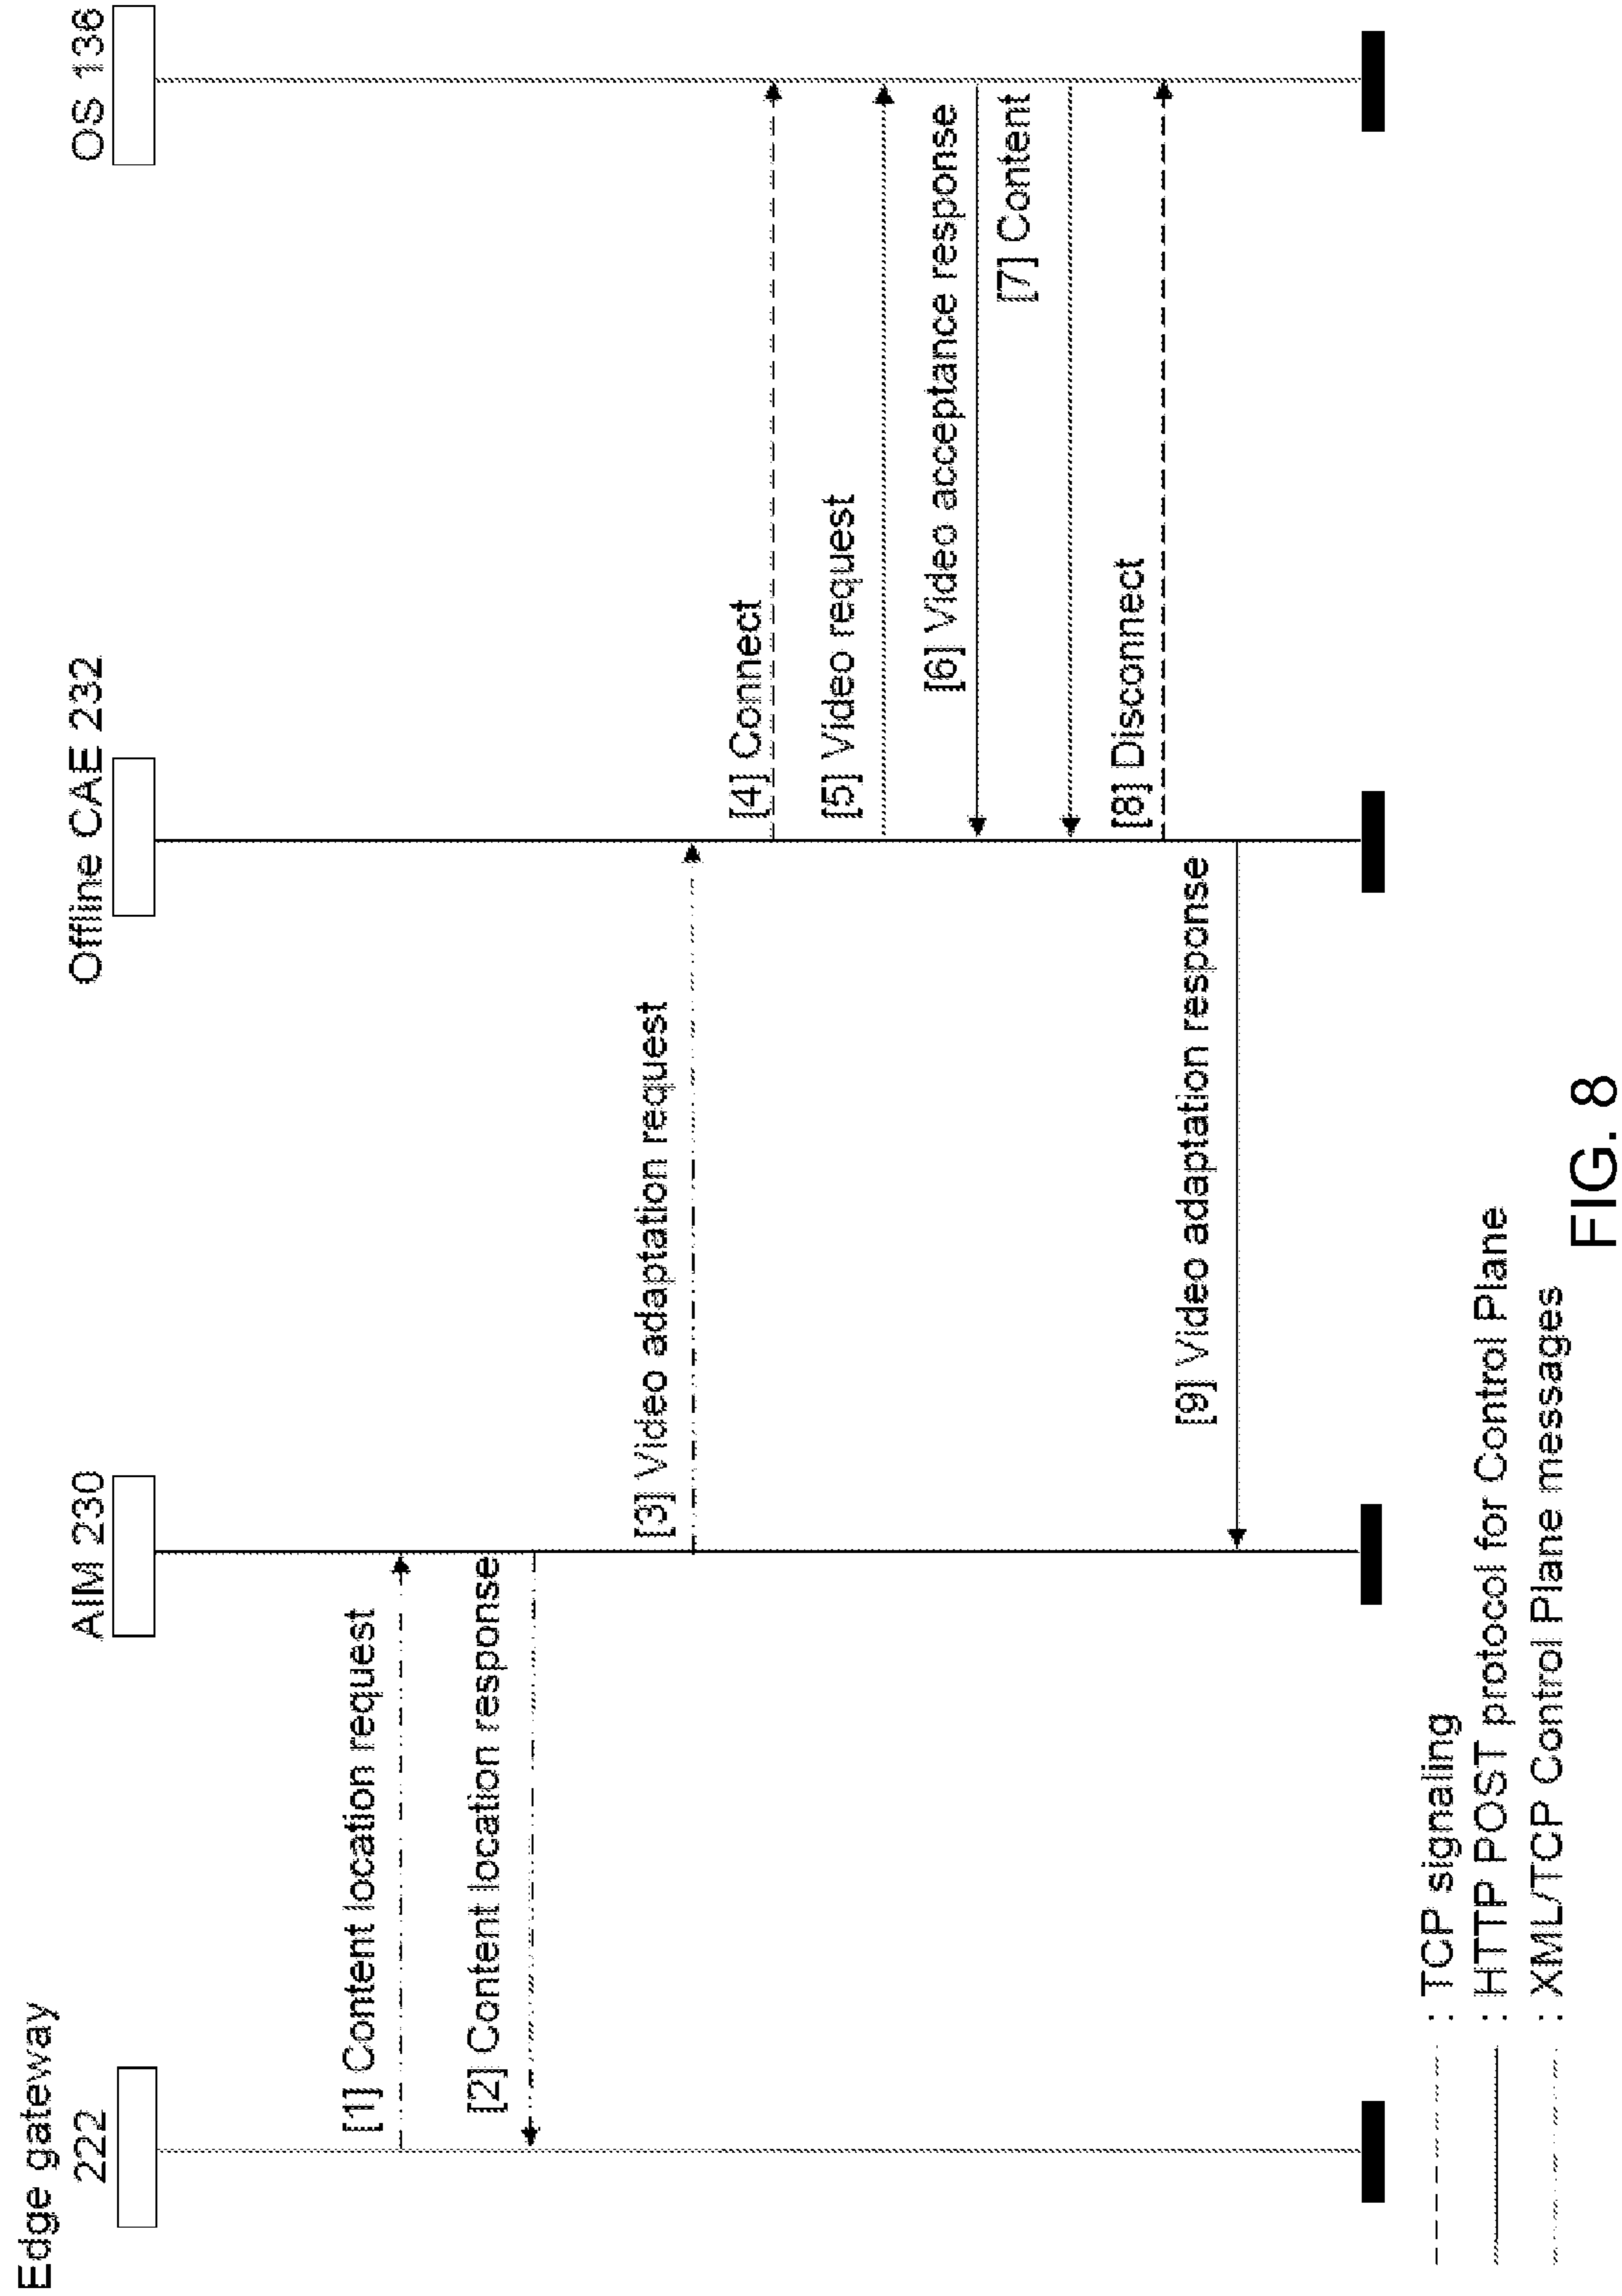 Edge gateway
222
AIM 230
Offline CAE 232
OS 136
[1] Content location request
[2] Content location response
[3] Video adaptation request
[4] Connect
[5] Video request
[6] Video acceptance response
[7] Content
[8] Disconnect
[9] Video adaptation response
: TCP signaling
: HTTP POST protocol for Control Plane
: XML/TCP Control Plane messages
FIG. 8